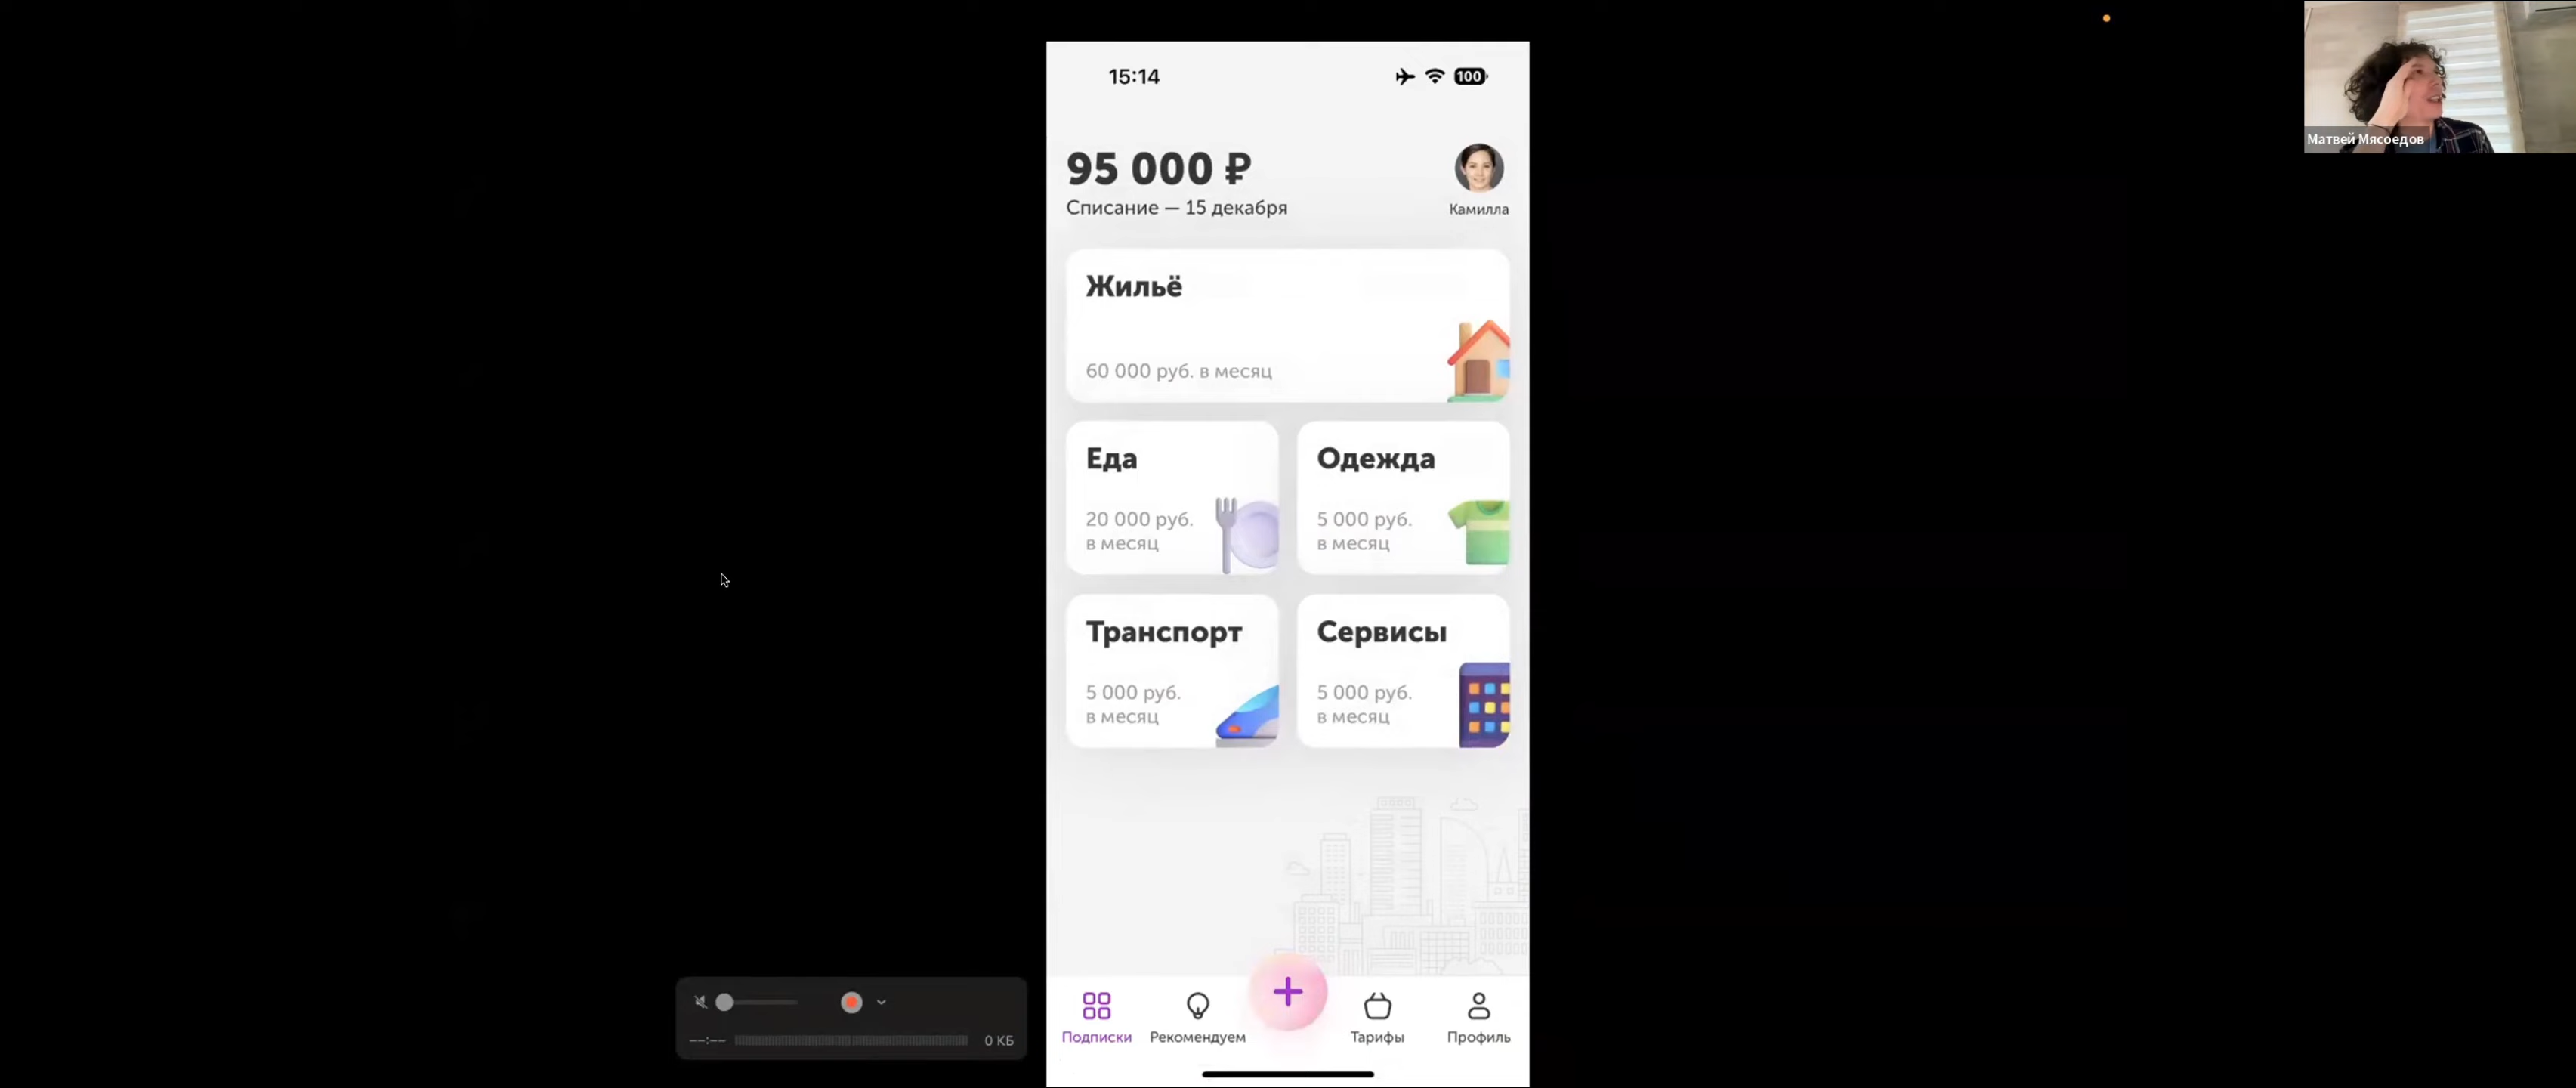 15:14
100
Матвей Мясоедов
95 000 ₽
Списание — 15 декабря
Камилла
Жильё
60 000 руб. в месяц
Еда
20 000 руб.
в месяц
Одежда
5 000 руб.
в месяц
Транспорт
5 000 руб.
в месяц
Сервисы
5 000 руб.
в месяц
--:--
0 КБ
Подписки
Рекомендуем
Тарифы
Профиль